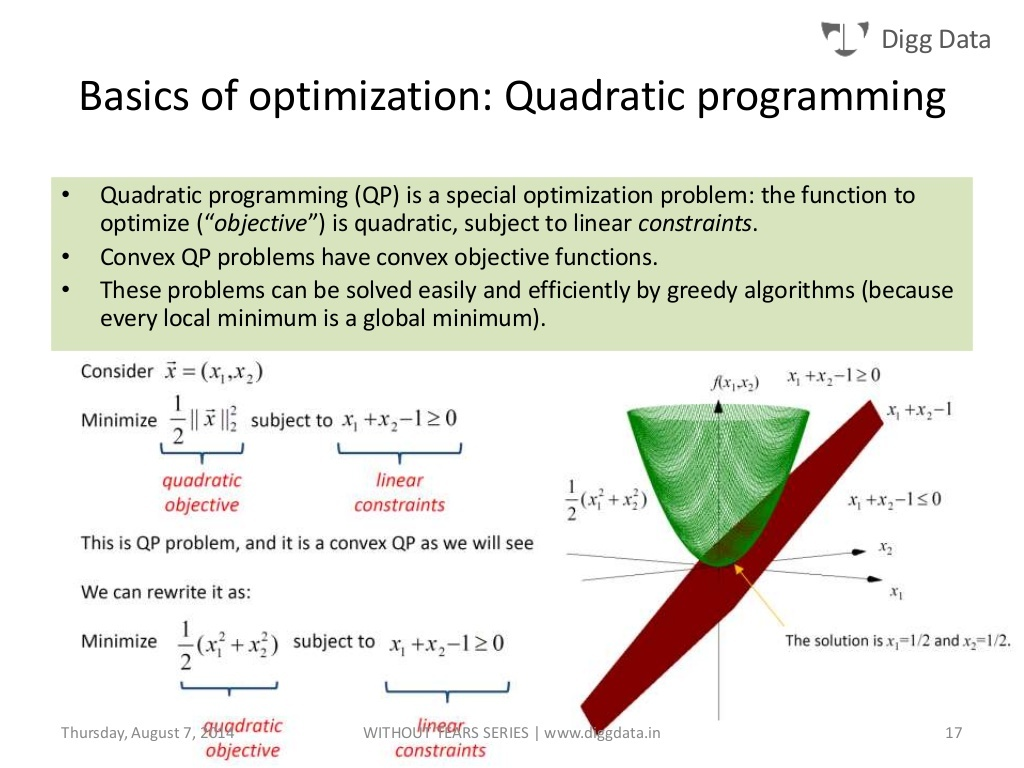 Digg Data
Basics of optimization: Quadratic programming
• Quadratic programming (QP) is a special optimization problem: the function to
optimize (“objective”) is quadratic, subject to linear constraints.
• Convex QP problems have convex objective functions.
• These problems can be solved easily and efficiently by greedy algorithms (because
every local minimum is a global minimum).
Consider x⃗ = (x₁,x₂)
Minimize 1/2 || x⃗ ||₂² subject to x₁ +x₂−1≥0
quadratic objective
linear constraints
This is QP problem, and it is a convex QP as we will see
We can rewrite it as:
Minimize 1/2 (x₁² + x₂²) subject to x₁ +x₂−1≥0
quadratic objective
linear constraints
f(x₁,x₂)
x₁ +x₂−1≥0
x₁ +x₂−1
1/2 (x₁² + x₂²)
x₁ +x₂−1≤0
x₂
x₁
The solution is x₁=1/2 and x₂=1/2.
Thursday, August 7, 2014
WITHOUT TEARS SERIES | www.diggdata.in
17